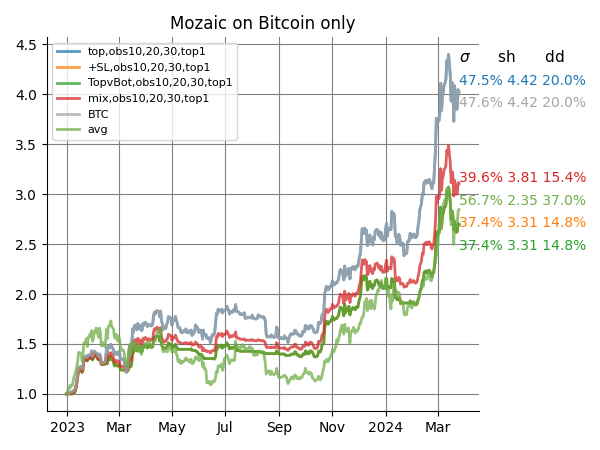 Mozaic on Bitcoin only
4.5
4.0
3.5
3.0
2.5
2.0
1.5
1.0
top,obs10,20,30,top1
+SL,obs10,20,30,top1
TopvBot,obs10,20,30,top1
mix,obs10,20,30,top1
BTC
avg
σ sh dd
47.5% 4.42 20.0%
47.6% 4.42 20.0%
39.6% 3.81 15.4%
56.7% 2.35 37.0%
37.4% 3.31 14.8%
37.4% 3.31 14.8%
2023 Mar May Jul Sep Nov 2024 Mar